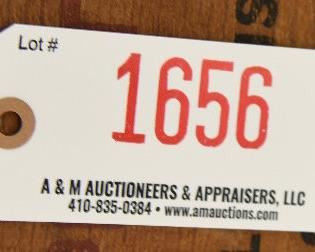 Lot #
1656
A & M AUCTIONEERS & APPRAISERS, LLC
410-835-0384 • www.amauctions.com